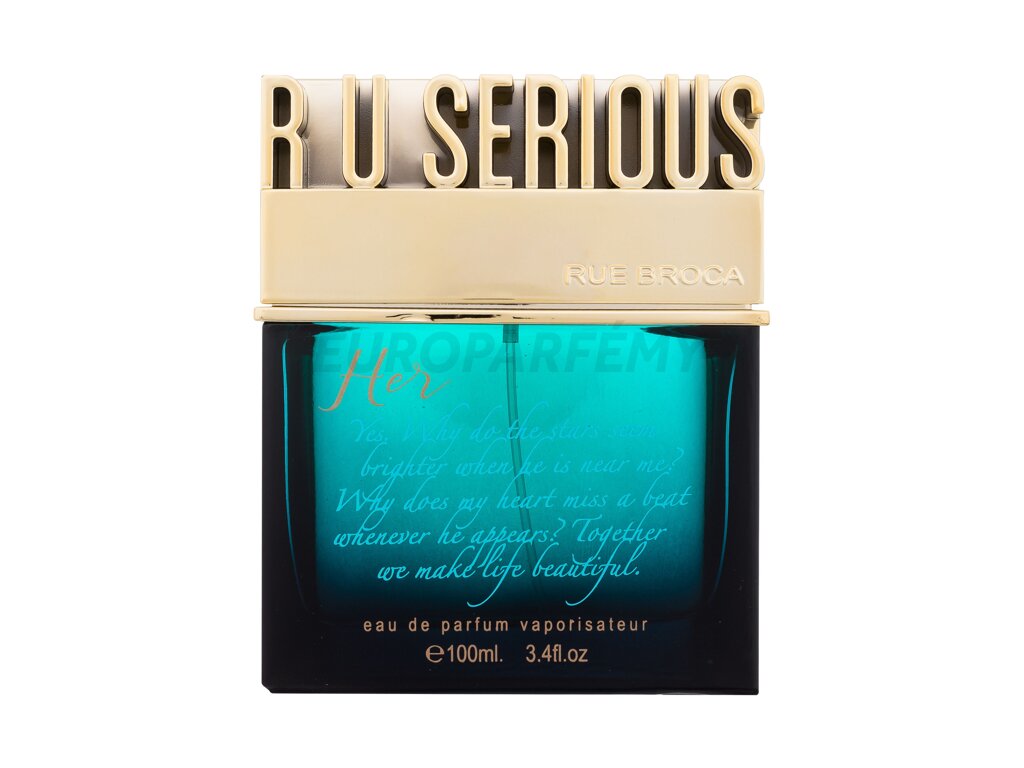 R U SERIOUS
RUE BROCA
EUROPARFÉMY
Her
Yes, Why do the stars seem
brighter when he is near me?
Why does my heart miss a beat
whenever he appears? Together
we make life beautiful.
eau de parfum vaporisateur
℮100ml. 3.4fl.oz